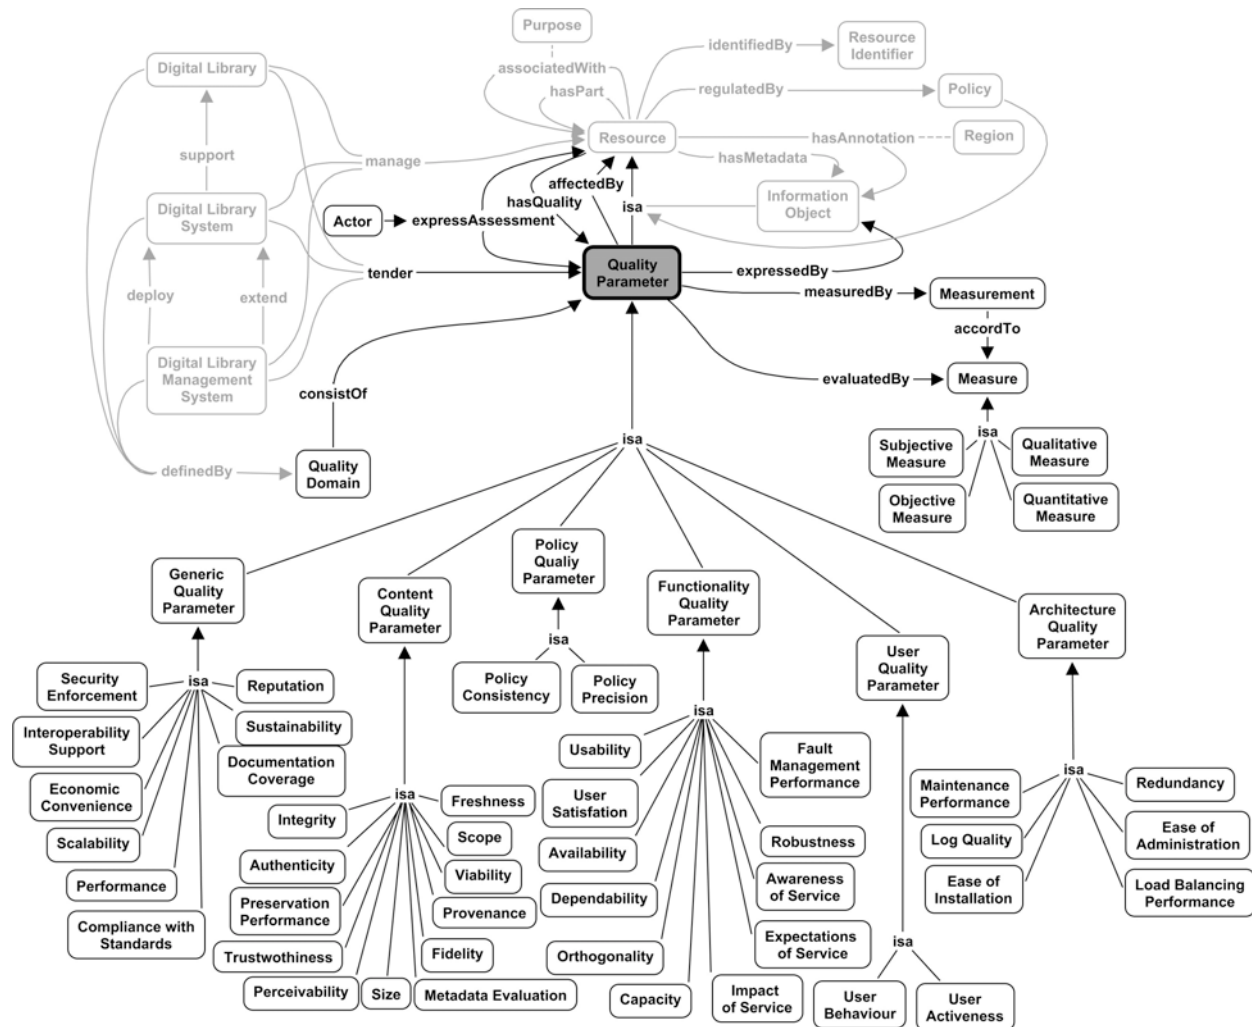 Purpose
identifiedBy
Resource
Identifier
Digital Library
associatedWith
hasPart
regulatedBy
Policy
Resource
hasAnnotation
Region
support
manage
hasMetadata
affectedBy
hasQuality
isa
Information
Object
Digital Library
System
Actor
expressAssessment
Quality
Parameter
tender
expressedBy
deploy
extend
measuredBy
Measurement
accordTo
Digital Library
Management
System
evaluatedBy
Measure
consistOf
isa
isa
Subjective
Measure
Qualitative
Measure
definedBy
Quality
Domain
Objective
Measure
Quantitative
Measure
Generic
Quality
Parameter
Content
Quality
Parameter
Policy
Qualiy
Parameter
Functionality
Quality
Parameter
User
Quality
Parameter
Architecture
Quality
Parameter
isa
Security
Enforcement
Reputation
Interoperability
Support
Sustainability
Economic
Convenience
Documentation
Coverage
Scalability
Performance
Compliance with
Standards
isa
Integrity
Freshness
Authenticity
Scope
Preservation
Performance
Viability
Provenance
Trustwothiness
Fidelity
Perceivability
Size
Metadata Evaluation
isa
Policy
Consistency
Policy
Precision
isa
Usability
Fault
Management
Performance
User
Satisfation
Availability
Robustness
Dependability
Awareness
of Service
Orthogonality
Expectations
of Service
Capacity
Impact
of Service
isa
User
Behaviour
User
Activeness
isa
Maintenance
Performance
Redundancy
Log Quality
Ease of
Administration
Ease of
Installation
Load Balancing
Performance